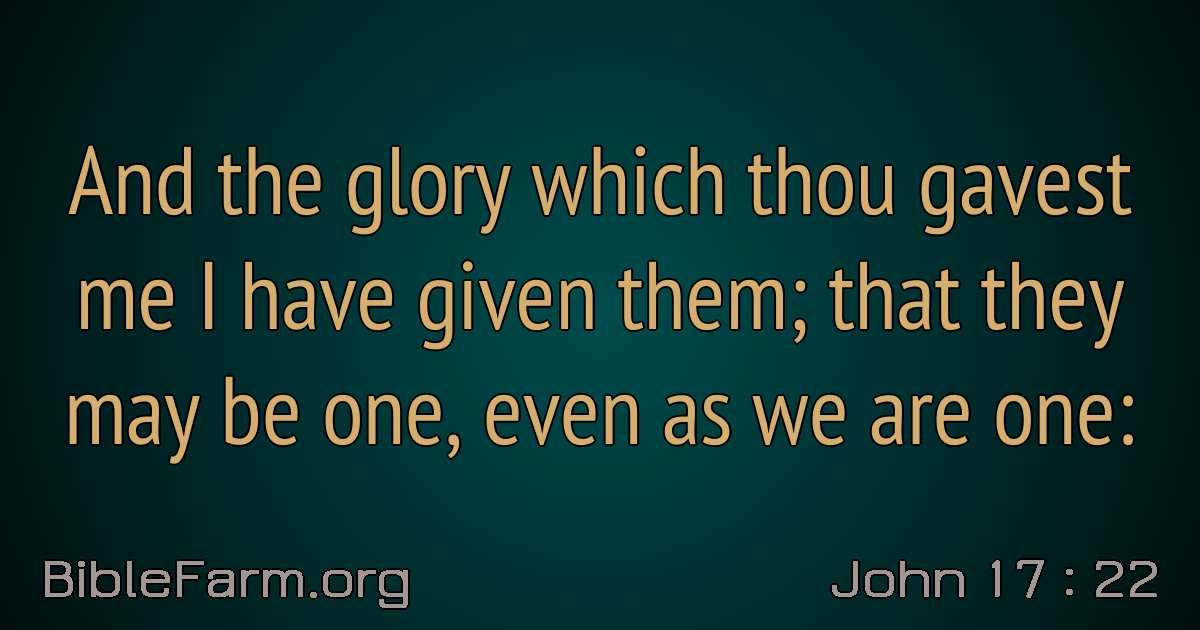 And the glory which thou gavest
me I have given them; that they
may be one, even as we are one:
BibleFarm.org
John 17 : 22